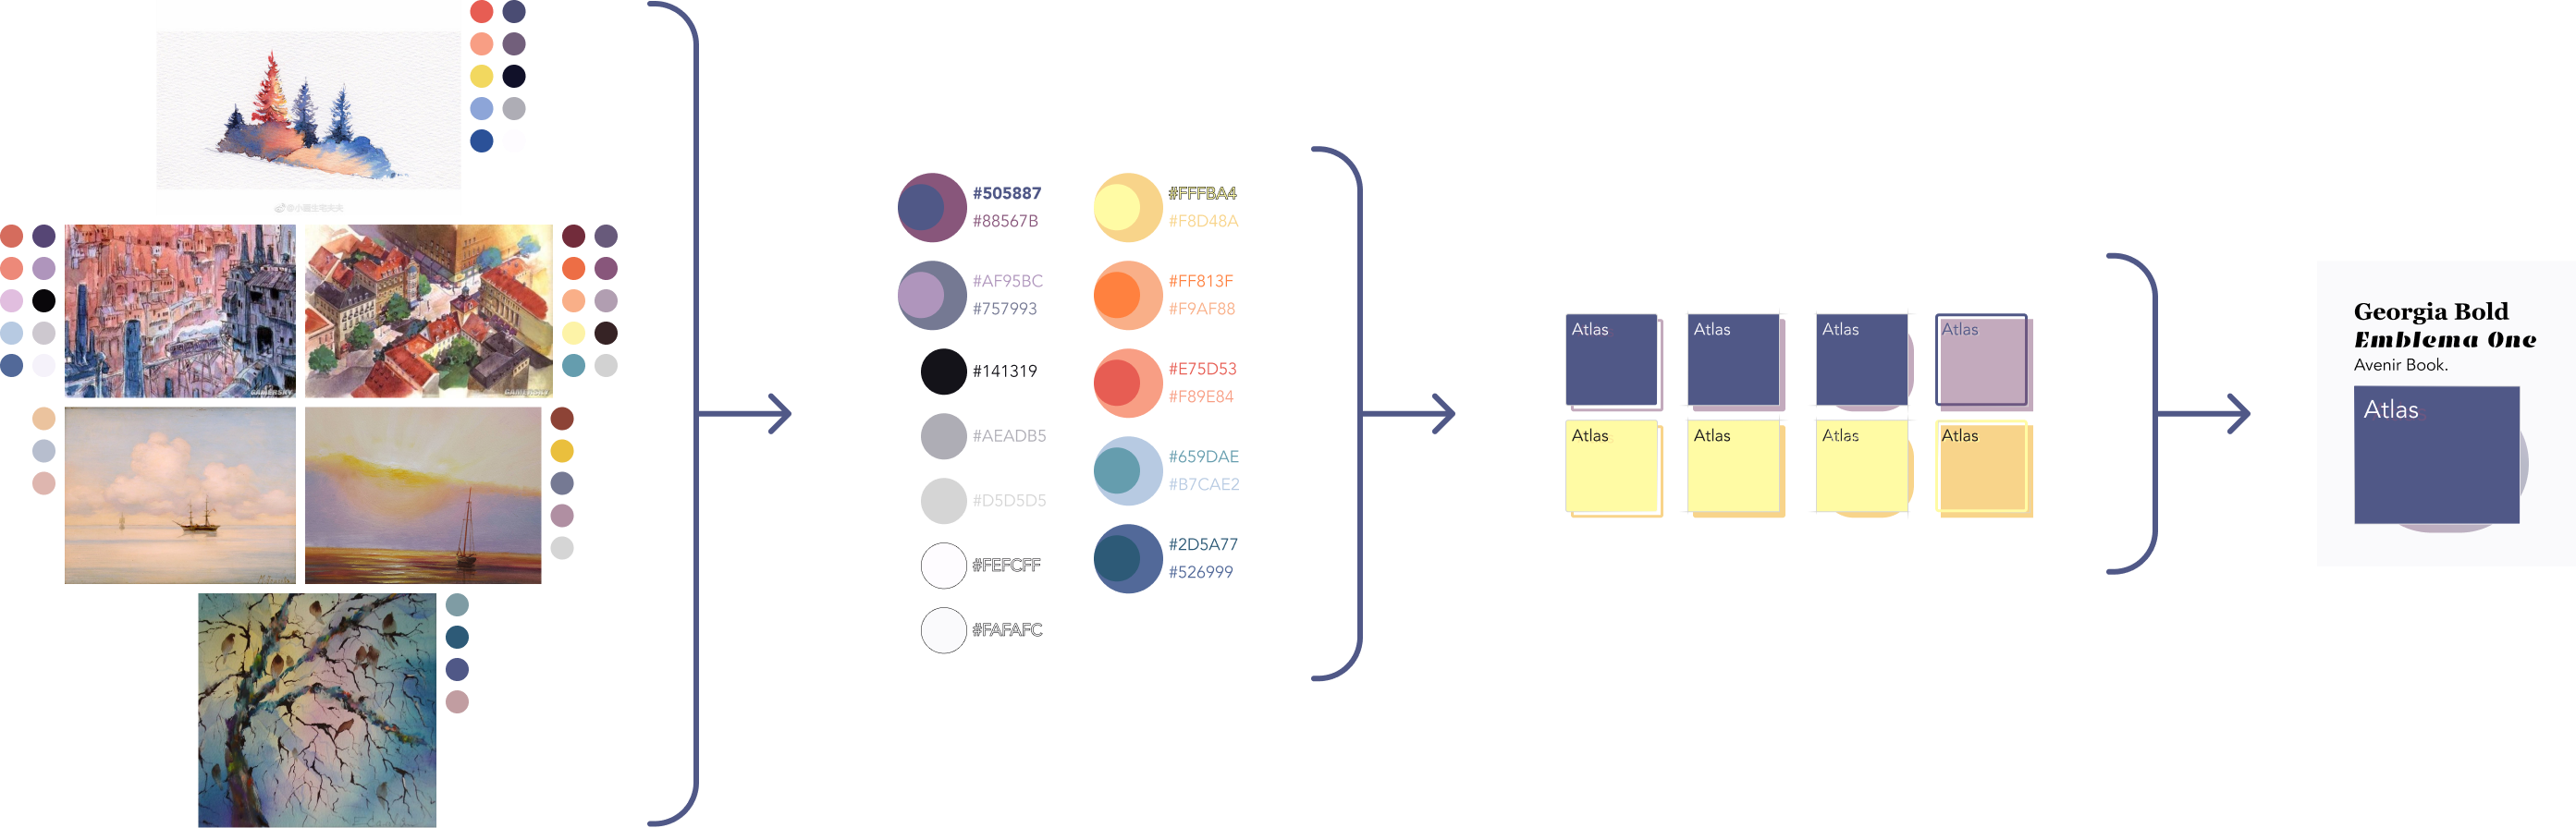 #505887
#88567B
#AF95BC
#757993
#141319
#AEADB5
#D5D5D5
#FEFCFF
#FAFAFC
#FFFBA4
#F8D48A
#FF813F
#F9AF88
#E75D53
#F89E84
#659DAE
#B7CAE2
#2D5A77
#526999
Atlas
Atlas
Atlas
Atlas
Atlas
Atlas
Atlas
Atlas
Georgia Bold
Emblema One
Avenir Book.
Atlas